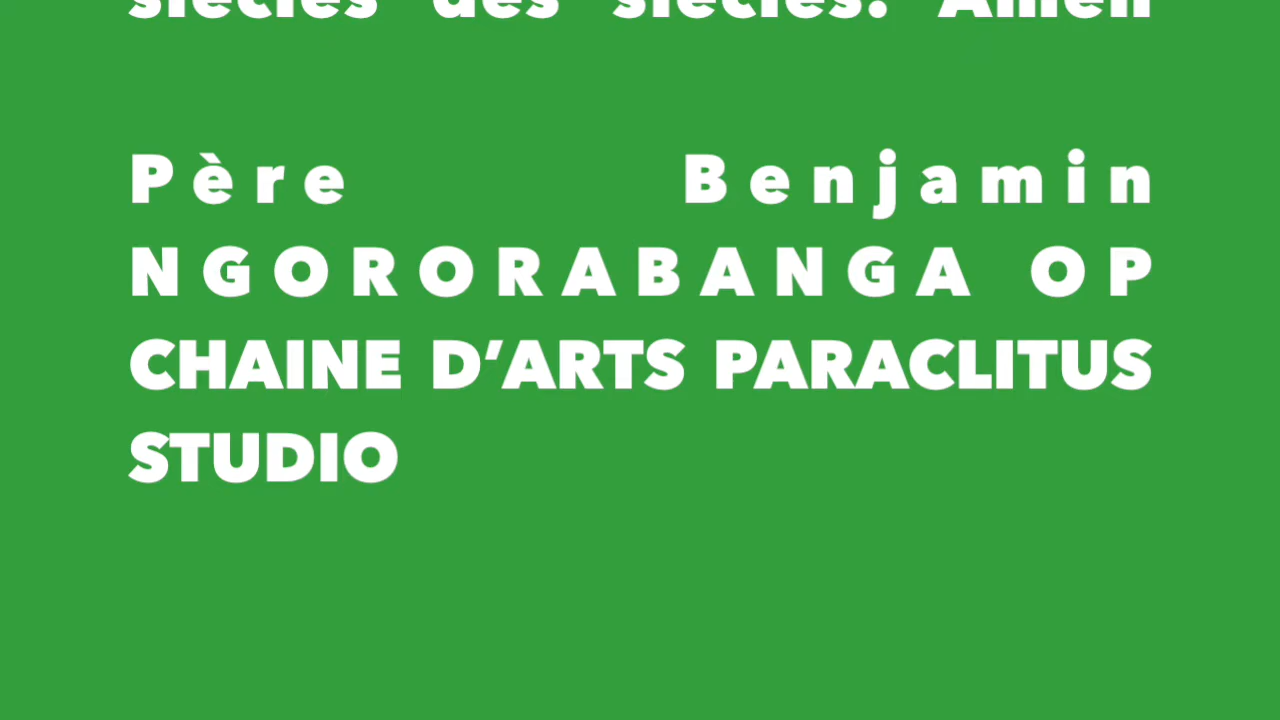 siècles des siècles. Amen
Père Benjamin
NGORORABANGA OP
CHAINE D’ARTS PARACLITUS
STUDIO